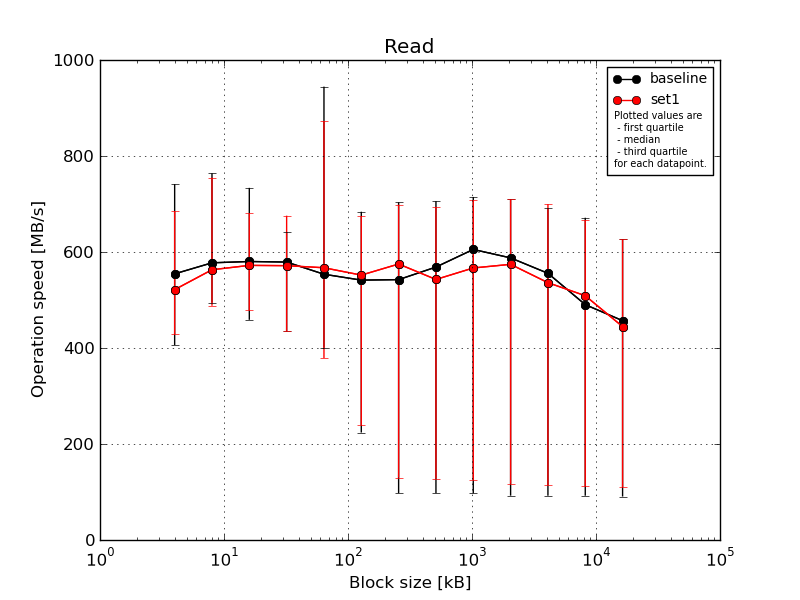 Read
1000
800
600
400
200
0
Operation speed [MB/s]
baseline
set1
Plotted values are
- first quartile
- median
- third quartile
for each datapoint.
10⁰ 10¹ 10² 10³ 10⁴ 10⁵
Block size [kB]